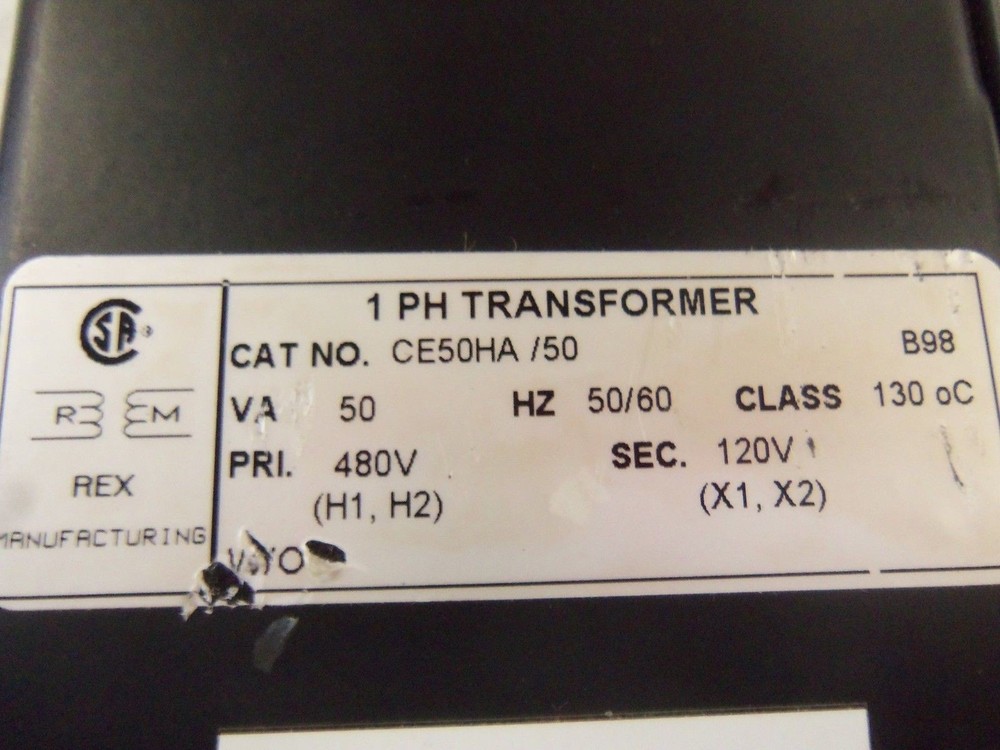 1 PH TRANSFORMER
CSA®
CAT NO. CE50HA /50 B98
VA 50 HZ 50/60 CLASS 130 oC
R M
PRI. 480V SEC. 120V
(H1, H2) (X1, X2)
REX
MANUFACTURING